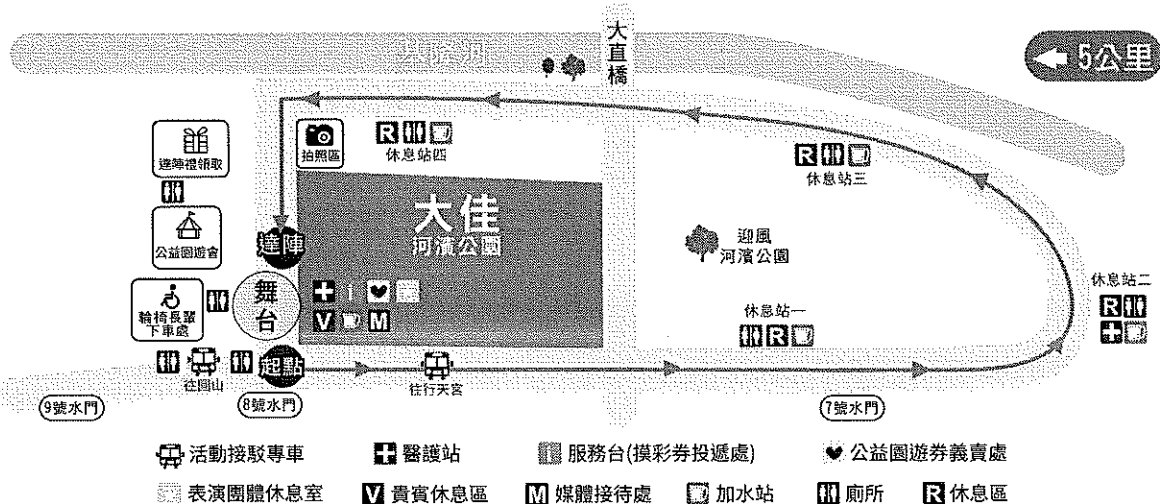 大直橋
基隆河
5公里
拍照區
R
休息站四
達陣禮領取
R
休息站三
大佳
河濱公園
公益園遊會
達陣
迎風
河濱公園
舞台
i
V
M
輪椅長輩
下車處
休息站一
R
休息站二
R
起點
往圓山
往行天宮
9號水門
8號水門
7號水門
活動接駁專車
醫護站
i 服務台(摸彩券投遞處)
公益園遊券義賣處
表演團體休息室
V 貴賓休息區
M 媒體接待處
加水站
廁所
R 休息區